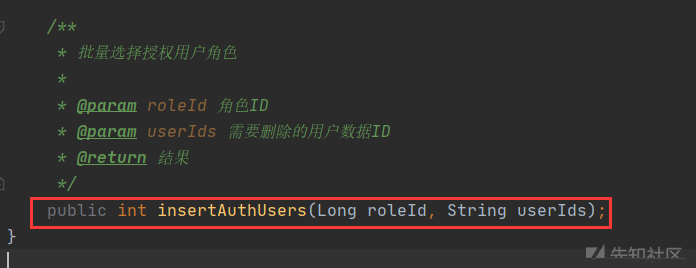 /**
* 批量选择授权用户角色
*
* @param roleId 角色ID
* @param userIds 需要删除的用户数据ID
* @return 结果
*/
public int insertAuthUsers(Long roleId, String userIds);
}
先知社区